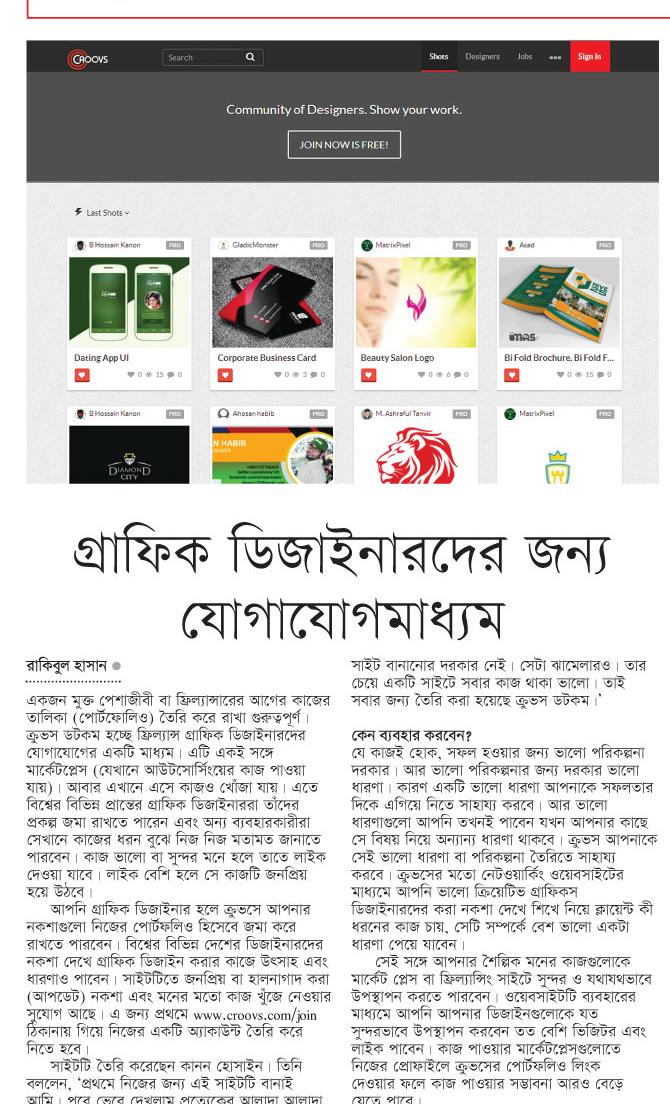 CROOVS
Search
Shots Designers Jobs Sign In
Community of Designers. Show your work.
JOIN NOW IS FREE!
Last Shots
B Hossain Kanon PRO
Dating App UI
0 15 0
GladicMonster PRO
Corporate Business Card
0 3 0
MatrixPixel PRO
Beauty Salon Logo
0 6 0
Asad PRO
Bi Fold Brochure, Bi Fold F...
0 15 0
B Hossain Kanon PRO
DIAMOND
CITY
Ahosan habib PRO
N HABIB
M. Ashraful Tanvir PRO
MatrixPixel PRO
গ্রাফিক ডিজাইনারদের জন্য
যোগাযোগমাধ্যম
রাকিবুল হাসান ●
একজন মুক্ত পেশাজীবী বা ফ্রিল্যান্সারের আগের কাজের
তালিকা (পোর্টফোলিও) তৈরি করে রাখা গুরুত্বপূর্ণ।
ক্রুভস ডটকম হচ্ছে ফ্রিল্যান্স গ্রাফিক ডিজাইনারদের
যোগাযোগের একটি মাধ্যম। এটি একই সঙ্গে
মার্কেটপ্লেস (যেখানে আউটসোর্সিংয়ের কাজ পাওয়া
যায়)। আবার এখানে এসে কাজও খোঁজা যায়। এতে
বিশ্বের বিভিন্ন প্রান্তের গ্রাফিক ডিজাইনাররা তাঁদের
প্রকল্প জমা রাখতে পারেন এবং অন্য ব্যবহারকারীরা
সেখানে কাজের ধরন বুঝে নিজ নিজ মতামত জানাতে
পারবেন। কাজ ভালো বা সুন্দর মনে হলে তাতে লাইক
দেওয়া যাবে। লাইক বেশি হলে সে কাজটি জনপ্রিয়
হয়ে উঠবে।
আপনি গ্রাফিক ডিজাইনার হলে ক্রুভসে আপনার
নকশাগুলো নিজের পোর্টফলিও হিসেবে জমা করে
রাখতে পারবেন। বিশ্বের বিভিন্ন দেশের ডিজাইনারদের
নকশা দেখে গ্রাফিক ডিজাইন করার কাজে উৎসাহ এবং
ধারণাও পাবেন। সাইটটিতে জনপ্রিয় বা হালনাগাদ করা
(আপডেট) নকশা এবং মনের মতো কাজ খুঁজে নেওয়ার
সুযোগ আছে। এ জন্য প্রথমে www.croovs.com/join
ঠিকানায় গিয়ে নিজের একটি অ্যাকাউন্ট তৈরি করে
নিতে হবে।
সাইটটি তৈরি করেছেন কানন হোসাইন। তিনি
বললেন, ‘প্রথমে নিজের জন্য এই সাইটটি বানাই
আমি। পরে ভেবে দেখলাম প্রত্যেকের আলাদা আলাদা
সাইট বানানোর দরকার নেই। সেটা ঝামেলারও। তার
চেয়ে একটি সাইটে সবার কাজ থাকা ভালো। তাই
সবার জন্য তৈরি করা হয়েছে ক্রুভস ডটকম।’
কেন ব্যবহার করবেন?
যে কাজই হোক, সফল হওয়ার জন্য ভালো পরিকল্পনা
দরকার। আর ভালো পরিকল্পনার জন্য দরকার ভালো
ধারণা। কারণ একটি ভালো ধারণা আপনাকে সফলতার
দিকে এগিয়ে নিতে সাহায্য করবে। আর ভালো
ধারণাগুলো আপনি তখনই পাবেন যখন আপনার কাছে
সে বিষয় নিয়ে অন্যান্য ধারণা থাকবে। ক্রুভস আপনাকে
সেই ভালো ধারণা বা পরিকল্পনা তৈরিতে সাহায্য
করবে। ক্রুভসের মতো নেটওয়ার্কিং ওয়েবসাইটের
মাধ্যমে আপনি ভালো ক্রিয়েটিভ গ্রাফিকস
ডিজাইনারদের করা নকশা দেখে শিখে নিয়ে ক্লায়েন্ট কী
ধরনের কাজ চায়, সেটি সম্পর্কে বেশ ভালো একটা
ধারণা পেয়ে যাবেন।
সেই সঙ্গে আপনার শৈল্পিক মনের কাজগুলোকে
মার্কেট প্লেস বা ফ্রিল্যান্সিং সাইটে সুন্দর ও যথাযথভাবে
উপস্থাপন করতে পারবেন। ওয়েবসাইটটি ব্যবহারের
মাধ্যমে আপনি আপনার ডিজাইনগুলোকে যত
সুন্দরভাবে উপস্থাপন করবেন তত বেশি ভিজিটর এবং
লাইক পাবেন। কাজ পাওয়ার মার্কেটপ্লেসগুলোতে
নিজের প্রোফাইলে ক্রুভসের পোর্টফলিও লিংক
দেওয়ার ফলে কাজ পাওয়ার সম্ভাবনা আরও বেড়ে
যেতে পারে।